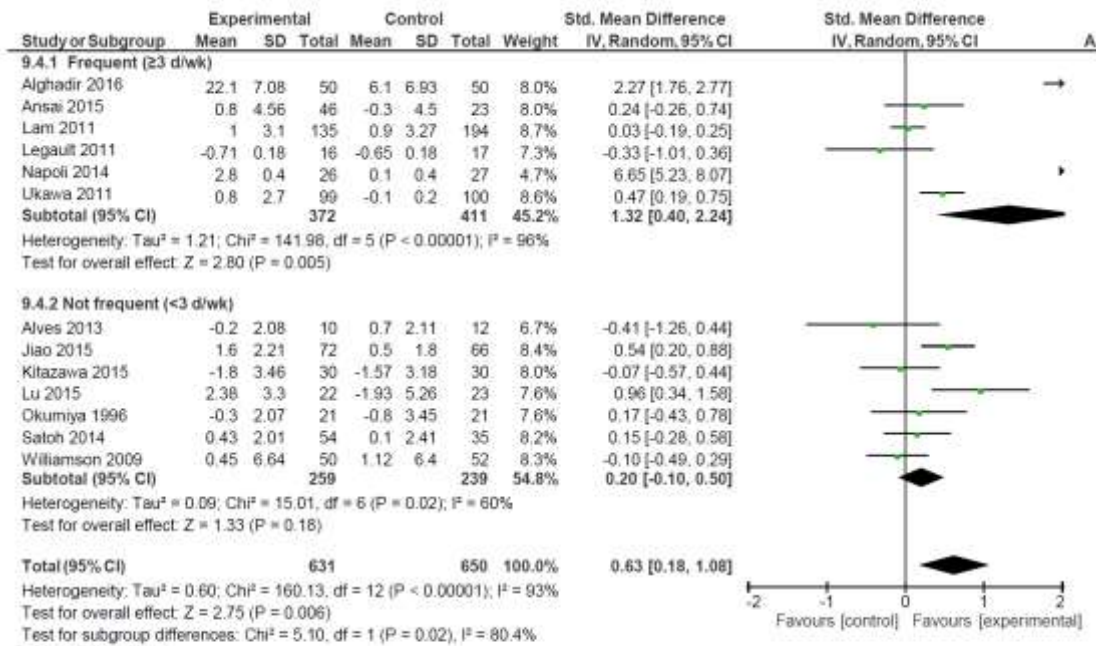 Experimental Control Std. Mean Difference Std. Mean Difference
Study or Subgroup Mean SD Total Mean SD Total Weight IV, Random, 95% CI IV, Random, 95% CI A
9.4.1 Frequent (≥3 d/wk)
Alghadir 2016 22.1 7.08 50 6.1 6.93 50 8.0% 2.27 [1.76, 2.77]
Ansai 2015 0.8 4.56 46 -0.3 4.5 23 8.0% 0.24 [-0.26, 0.74]
Lam 2011 1 3.1 135 0.9 3.27 194 8.7% 0.03 [-0.19, 0.25]
Legault 2011 -0.71 0.18 16 -0.65 0.18 17 7.3% -0.33 [-1.01, 0.36]
Napoli 2014 2.8 0.4 26 0.1 0.4 27 4.7% 6.65 [5.23, 8.07]
Ukawa 2011 0.8 2.7 99 -0.1 0.2 100 8.6% 0.47 [0.19, 0.75]
Subtotal (95% CI) 372 411 45.2% 1.32 [0.40, 2.24]
Heterogeneity: Tau² = 1.21; Chi² = 141.98, df = 5 (P < 0.00001); I² = 96%
Test for overall effect: Z = 2.80 (P = 0.005)
9.4.2 Not frequent (<3 d/wk)
Alves 2013 -0.2 2.08 10 0.7 2.11 12 6.7% -0.41 [-1.26, 0.44]
Jiao 2015 1.6 2.21 72 0.5 1.8 66 8.4% 0.54 [0.20, 0.88]
Kitazawa 2015 -1.8 3.46 30 -1.57 3.18 30 8.0% -0.07 [-0.57, 0.44]
Lu 2015 2.38 3.3 22 -1.93 5.26 23 7.6% 0.96 [0.34, 1.58]
Okumiya 1996 -0.3 2.07 21 -0.8 3.45 21 7.6% 0.17 [-0.43, 0.78]
Satoh 2014 0.43 2.01 54 0.1 2.41 35 8.2% 0.15 [-0.28, 0.58]
Williamson 2009 0.45 6.64 50 1.12 6.4 52 8.3% -0.10 [-0.49, 0.29]
Subtotal (95% CI) 259 239 54.8% 0.20 [-0.10, 0.50]
Heterogeneity: Tau² = 0.09; Chi² = 15.01, df = 6 (P = 0.02); I² = 60%
Test for overall effect: Z = 1.33 (P = 0.18)
Total (95% CI) 631 650 100.0% 0.63 [0.18, 1.08]
Heterogeneity: Tau² = 0.60; Chi² = 160.13, df = 12 (P < 0.00001); I² = 93%
Test for overall effect: Z = 2.75 (P = 0.006)
Test for subgroup differences: Chi² = 5.10, df = 1 (P = 0.02), I² = 80.4%
-2 -1 0 1 2
Favours [control] Favours [experimental]